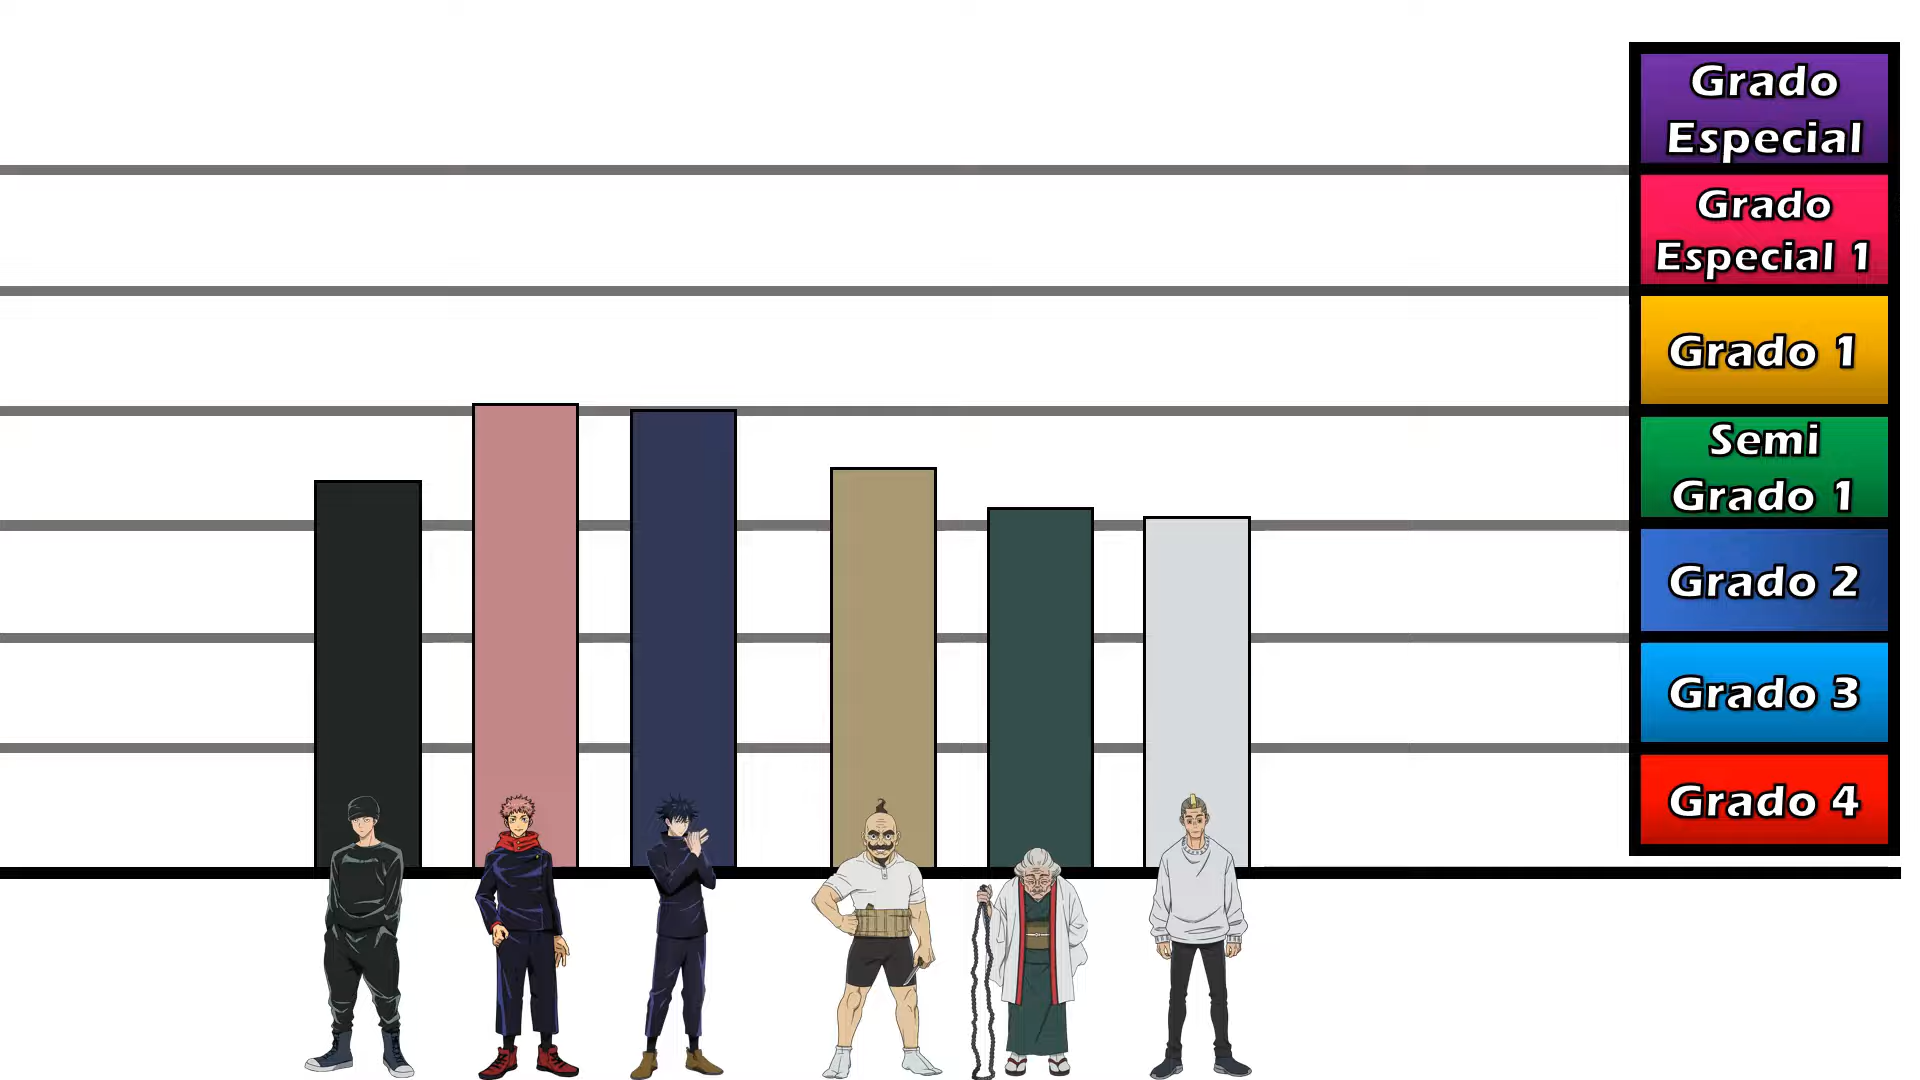 Grado
Especial
Grado
Especial 1
Grado 1
Semi
Grado 1
Grado 2
Grado 3
Grado 4